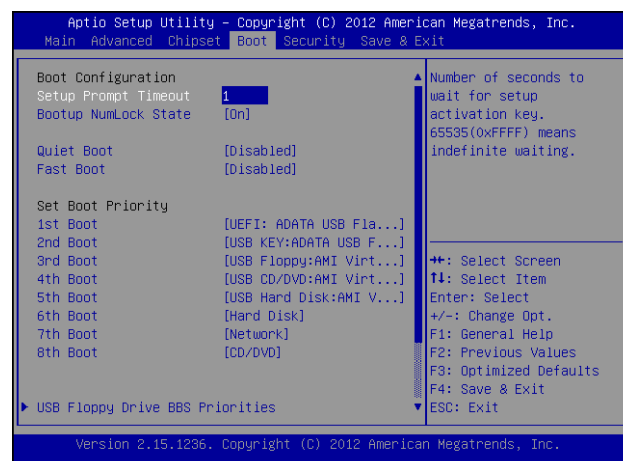 Aptio Setup Utility – Copyright (C) 2012 American Megatrends, Inc.
Main Advanced Chipset Boot Security Save & Exit
Boot Configuration
Setup Prompt Timeout 1
Bootup NumLock State [On]
Quiet Boot [Disabled]
Fast Boot [Disabled]
Set Boot Priority
1st Boot [UEFI: ADATA USB Fla...]
2nd Boot [USB KEY:ADATA USB F...]
3rd Boot [USB Floppy:AMI Virt...]
4th Boot [USB CD/DVD:AMI Virt...]
5th Boot [USB Hard Disk:AMI V...]
6th Boot [Hard Disk]
7th Boot [Network]
8th Boot [CD/DVD]
USB Floppy Drive BBS Priorities
Number of seconds to
wait for setup
activation key.
65535(0xFFFF) means
indefinite waiting.
→←: Select Screen
↑↓: Select Item
Enter: Select
+/-: Change Opt.
F1: General Help
F2: Previous Values
F3: Optimized Defaults
F4: Save & Exit
ESC: Exit
Version 2.15.1236. Copyright (C) 2012 American Megatrends, Inc.